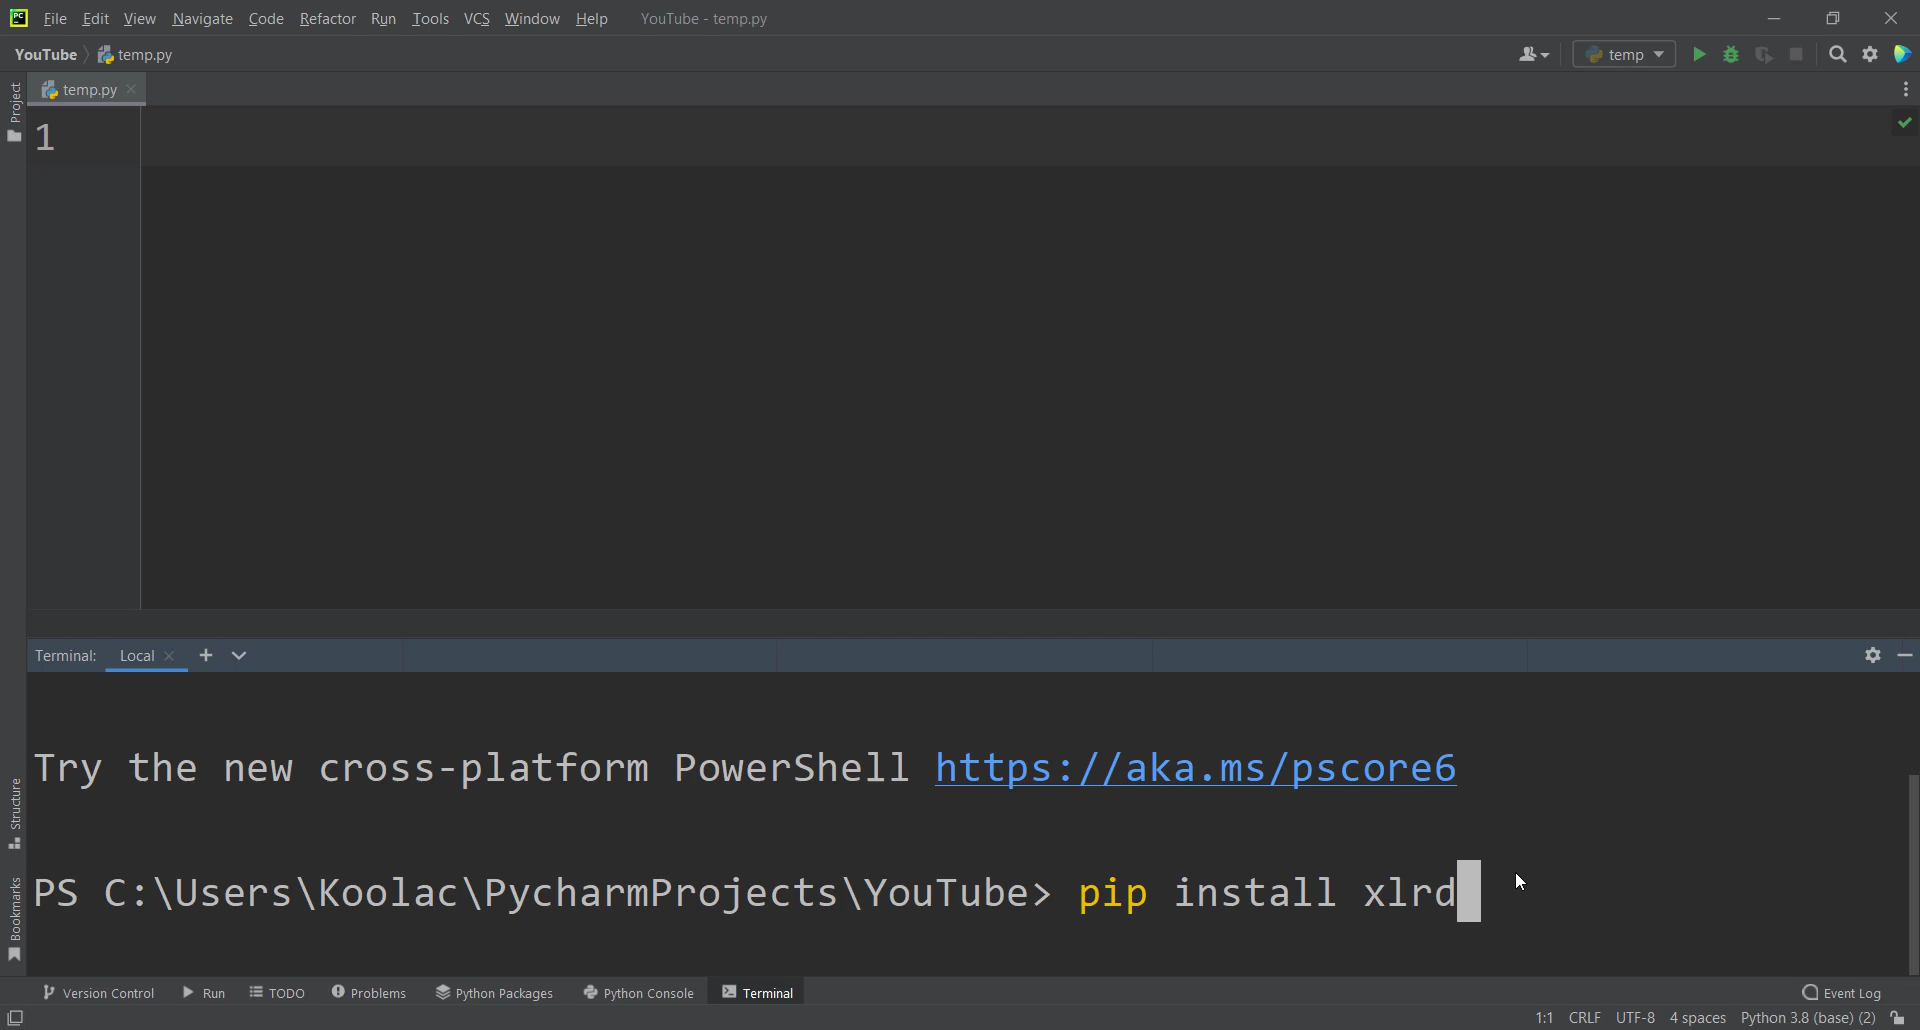 PC File Edit View Navigate Code Refactor Run Tools VCS Window Help YouTube - temp.py
YouTube temp.py temp
temp.py
Project
1
Terminal: Local
Try the new cross-platform PowerShell https://aka.ms/pscore6
PS C:\Users\Koolac\PycharmProjects\YouTube> pip install xlrd
Structure
Bookmarks
Version Control Run TODO Problems Python Packages Python Console Terminal Event Log
1:1 CRLF UTF-8 4 spaces Python 3.8 (base) (2)